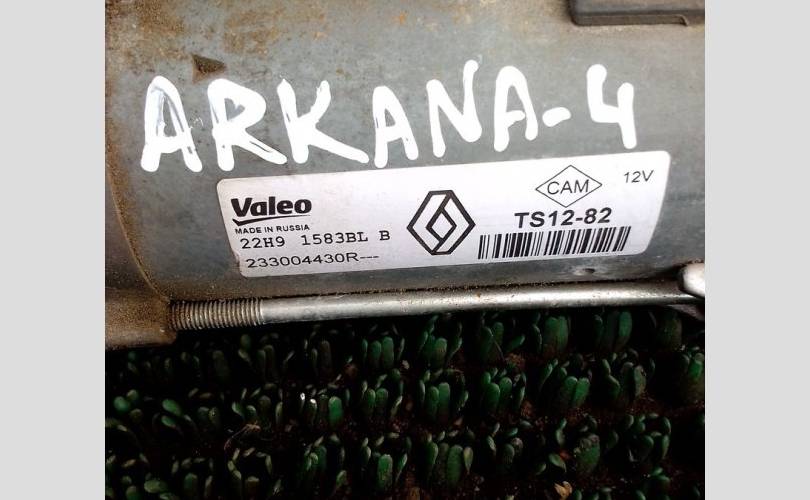 ARKANA-4
Valeo
MADE IN RUSSIA
22H9 1583BL B
233004430R---
CAM
12V
TS12-82